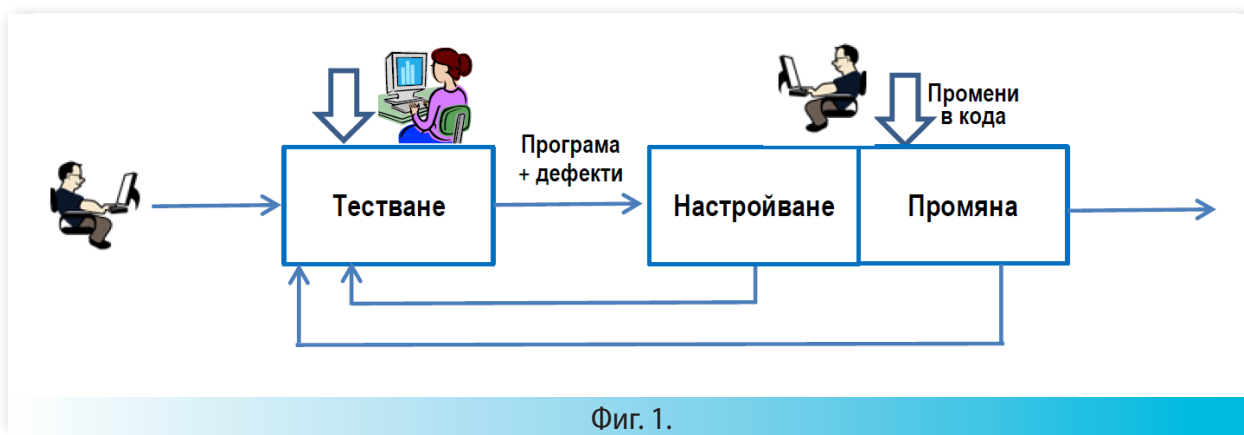 Промени
в кода
Програма
+ дефекти
Тестване
Настройване
Промяна
Фиг. 1.